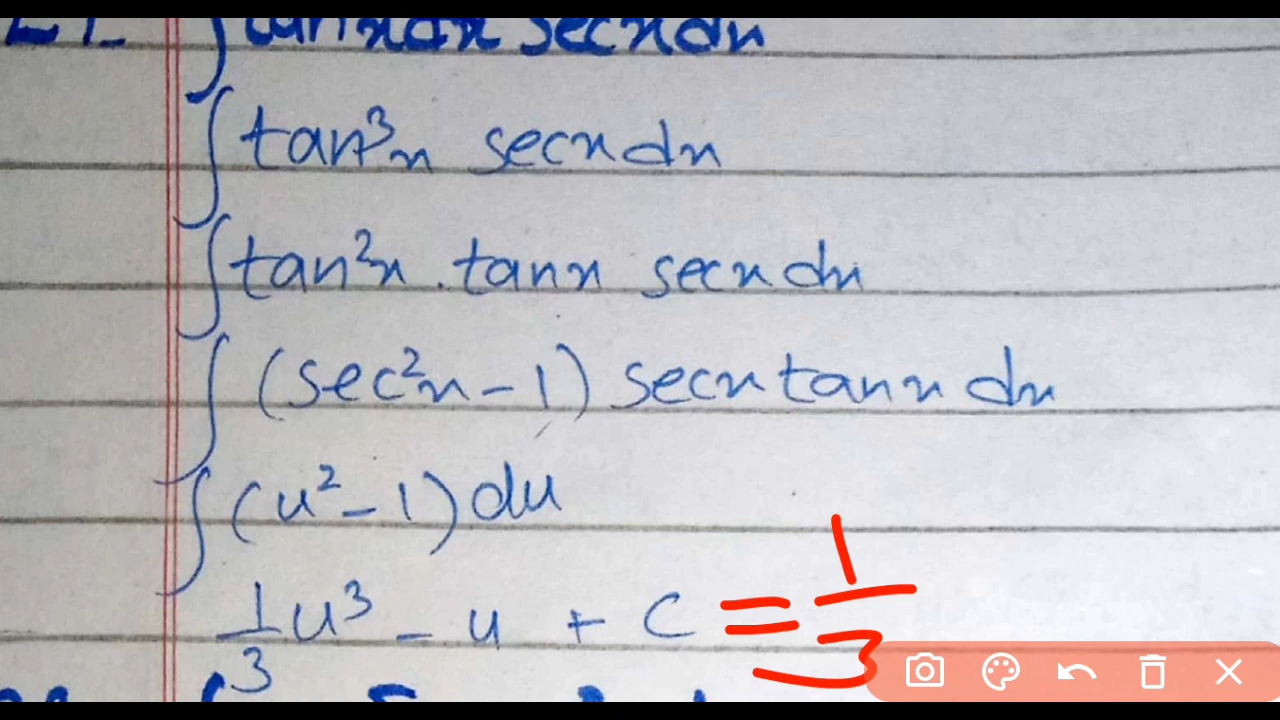 ∫ tan³x secx dx
∫ tan²x . tanx secx dx
∫ (sec²x - 1) secx tanx dx
∫ (u² - 1) du
1/3 u³ - u + c = 1/3